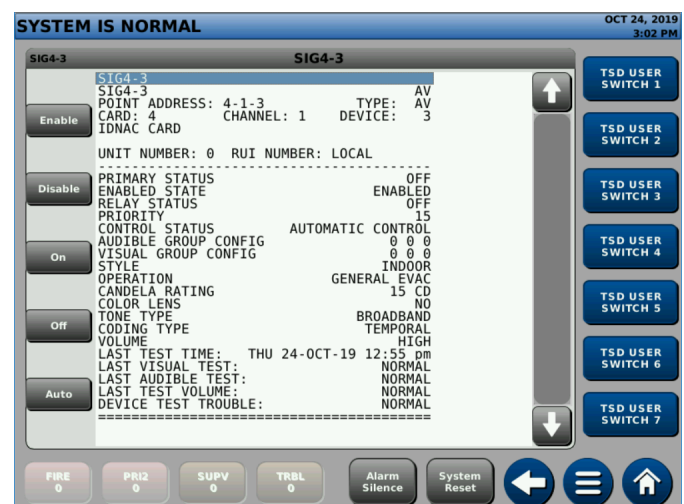 SYSTEM IS NORMAL
OCT 24, 2019
3:02 PM
SIG4-3
SIG4-3
SIG4-3
SIG4-3 AV
POINT ADDRESS: 4-1-3 TYPE: AV
CARD: 4 CHANNEL: 1 DEVICE: 3
IDNAC CARD
UNIT NUMBER: 0 RUI NUMBER: LOCAL
----------------------------------------
PRIMARY STATUS OFF
ENABLED STATE ENABLED
RELAY STATUS OFF
PRIORITY 15
CONTROL STATUS AUTOMATIC CONTROL
AUDIBLE GROUP CONFIG 0 0 0
VISUAL GROUP CONFIG 0 0 0
STYLE INDOOR
OPERATION GENERAL EVAC
CANDELA RATING 15 CD
COLOR LENS NO
TONE TYPE BROADBAND
CODING TYPE TEMPORAL
VOLUME HIGH
LAST TEST TIME: THU 24-OCT-19 12:55 pm
LAST VISUAL TEST: NORMAL
LAST AUDIBLE TEST: NORMAL
LAST TEST VOLUME: NORMAL
DEVICE TEST TROUBLE: NORMAL
========================================
Enable
Disable
On
Off
Auto
TSD USER
SWITCH 1
TSD USER
SWITCH 2
TSD USER
SWITCH 3
TSD USER
SWITCH 4
TSD USER
SWITCH 5
TSD USER
SWITCH 6
TSD USER
SWITCH 7
FIRE
0
PRI2
0
SUPV
0
TRBL
0
Alarm
Silence
System
Reset